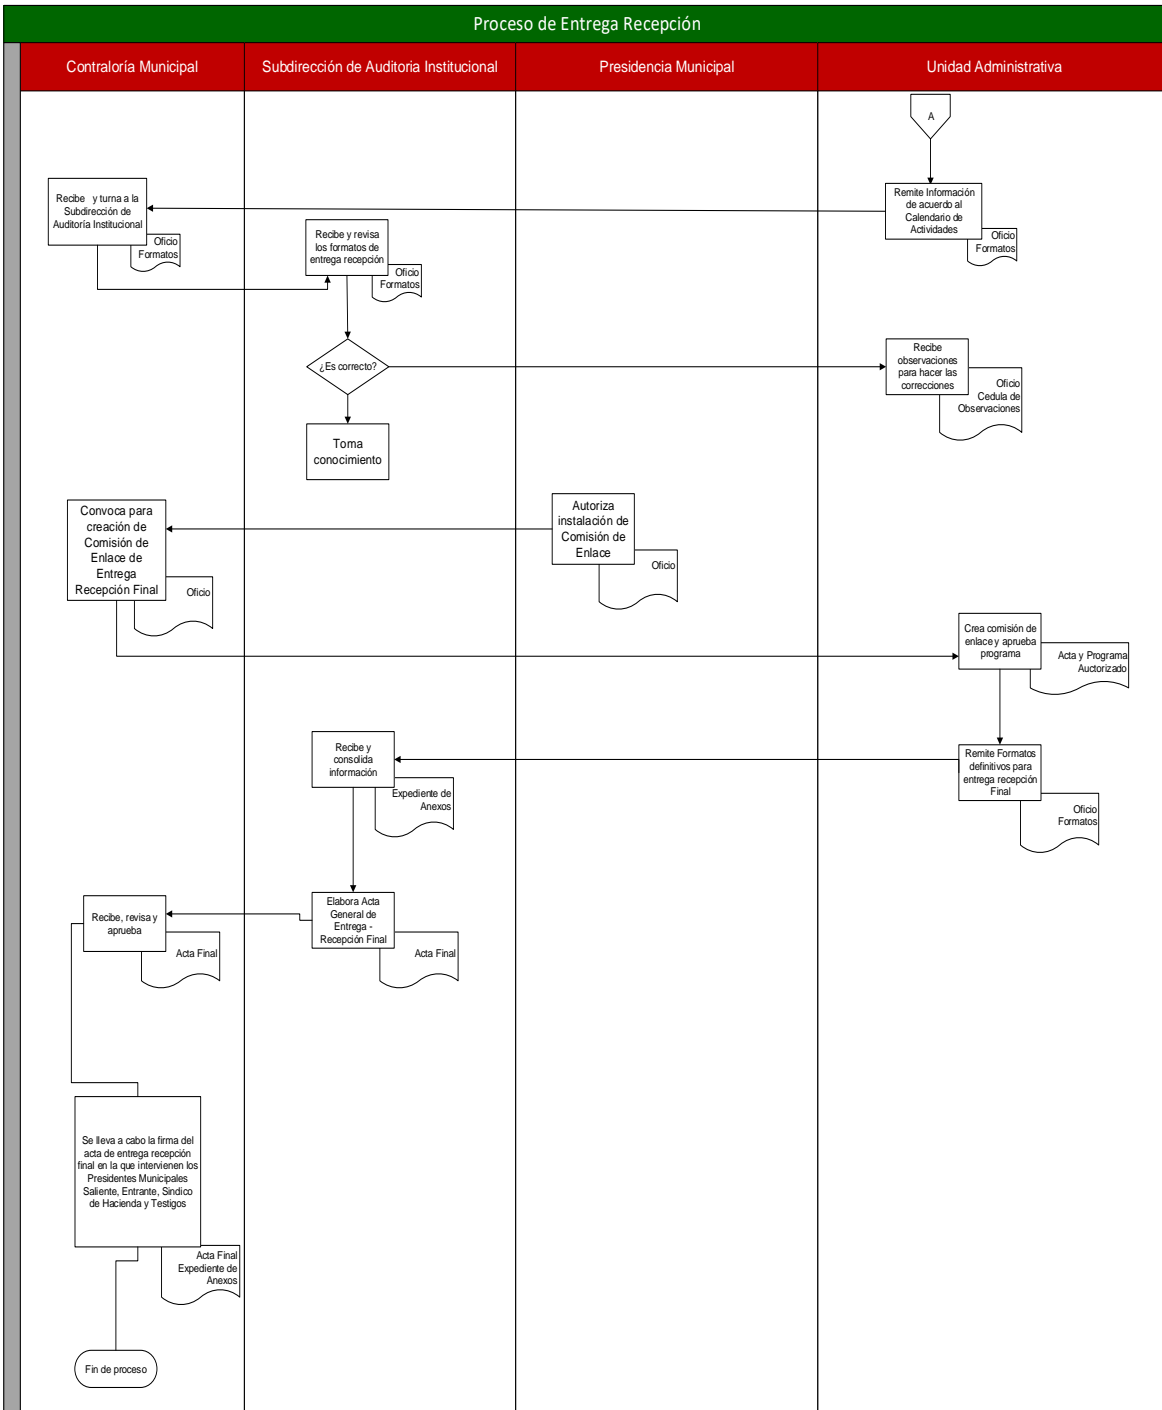 Proceso de Entrega Recepción
Contraloría Municipal
Subdirección de Auditoria Institucional
Presidencia Municipal
Unidad Administrativa
A
Remite Información
de acuerdo al
Calendario de
Actividades
Oficio
Formatos
Recibe y turna a la
Subdirección de
Auditoría Institucional
Oficio
Formatos
Recibe y revisa
los formatos de
entrega recepción
Oficio
Formatos
¿Es correcto?
Recibe
observaciones
para hacer las
correcciones
Oficio
Cedula de
Observaciones
Toma
conocimiento
Autoriza
instalación de
Comisión de
Enlace
Oficio
Convoca para
creación de
Comisión de
Enlace de
Entrega
Recepción Final
Oficio
Crea comisión de
enlace y aprueba
programa
Acta y Programa
Auctorizado
Remite Formatos
definitivos para
entrega recepción
Final
Oficio
Formatos
Recibe y
consolida
información
Expediente de
Anexos
Elabora Acta
General de
Entrega -
Recepción Final
Acta Final
Recibe, revisa y
aprueba
Acta Final
Se lleva a cabo la firma del
acta de entrega recepción
final en la que intervienen los
Presidentes Municipales
Saliente, Entrante, Sindico
de Hacienda y Testigos
Acta Final
Expediente de
Anexos
Fin de proceso